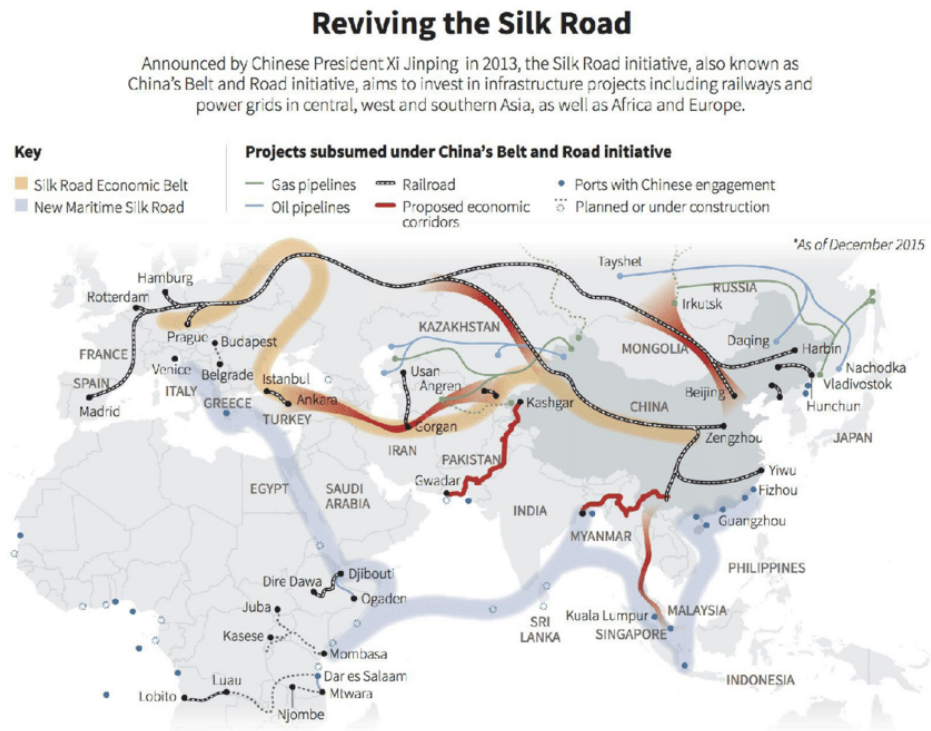 Reviving the Silk Road
Announced by Chinese President Xi Jinping in 2013, the Silk Road initiative, also known as
China's Belt and Road initiative, aims to invest in infrastructure projects including railways and
power grids in central, west and southern Asia, as well as Africa and Europe.
Key
Silk Road Economic Belt
New Maritime Silk Road
Projects subsumed under China's Belt and Road initiative
Gas pipelines
Oil pipelines
Railroad
Proposed economic
corridors
Ports with Chinese engagement
Planned or under construction
*As of December 2015
Tayshet
Hamburg
RUSSIA
Rotterdam
Irkutsk
KAZAKHSTAN
Prague
Budapest
Daqing
Harbin
FRANCE
MONGOLIA
Venice
Belgrade
Usan
Nachodka
SPAIN
ITALY
Istanbul
Angren
Vladivostok
Beijing
GREECE
Ankara
Kashgar
CHINA
Hunchun
Madrid
TURKEY
Gorgan
Zengzhou
JAPAN
IRAN
PAKISTAN
Yiwu
Gwadar
EGYPT
SAUDI
ARABIA
INDIA
Fizhou
Guangzhou
MYANMAR
PHILIPPINES
Dire Dawa
Djibouti
Ogaden
Juba
Kuala Lumpur
MALAYSIA
SRI
LANKA
SINGAPORE
Kasese
Mombasa
Dar es Salaam
INDONESIA
Luau
Lobito
Mtwara
Njombe